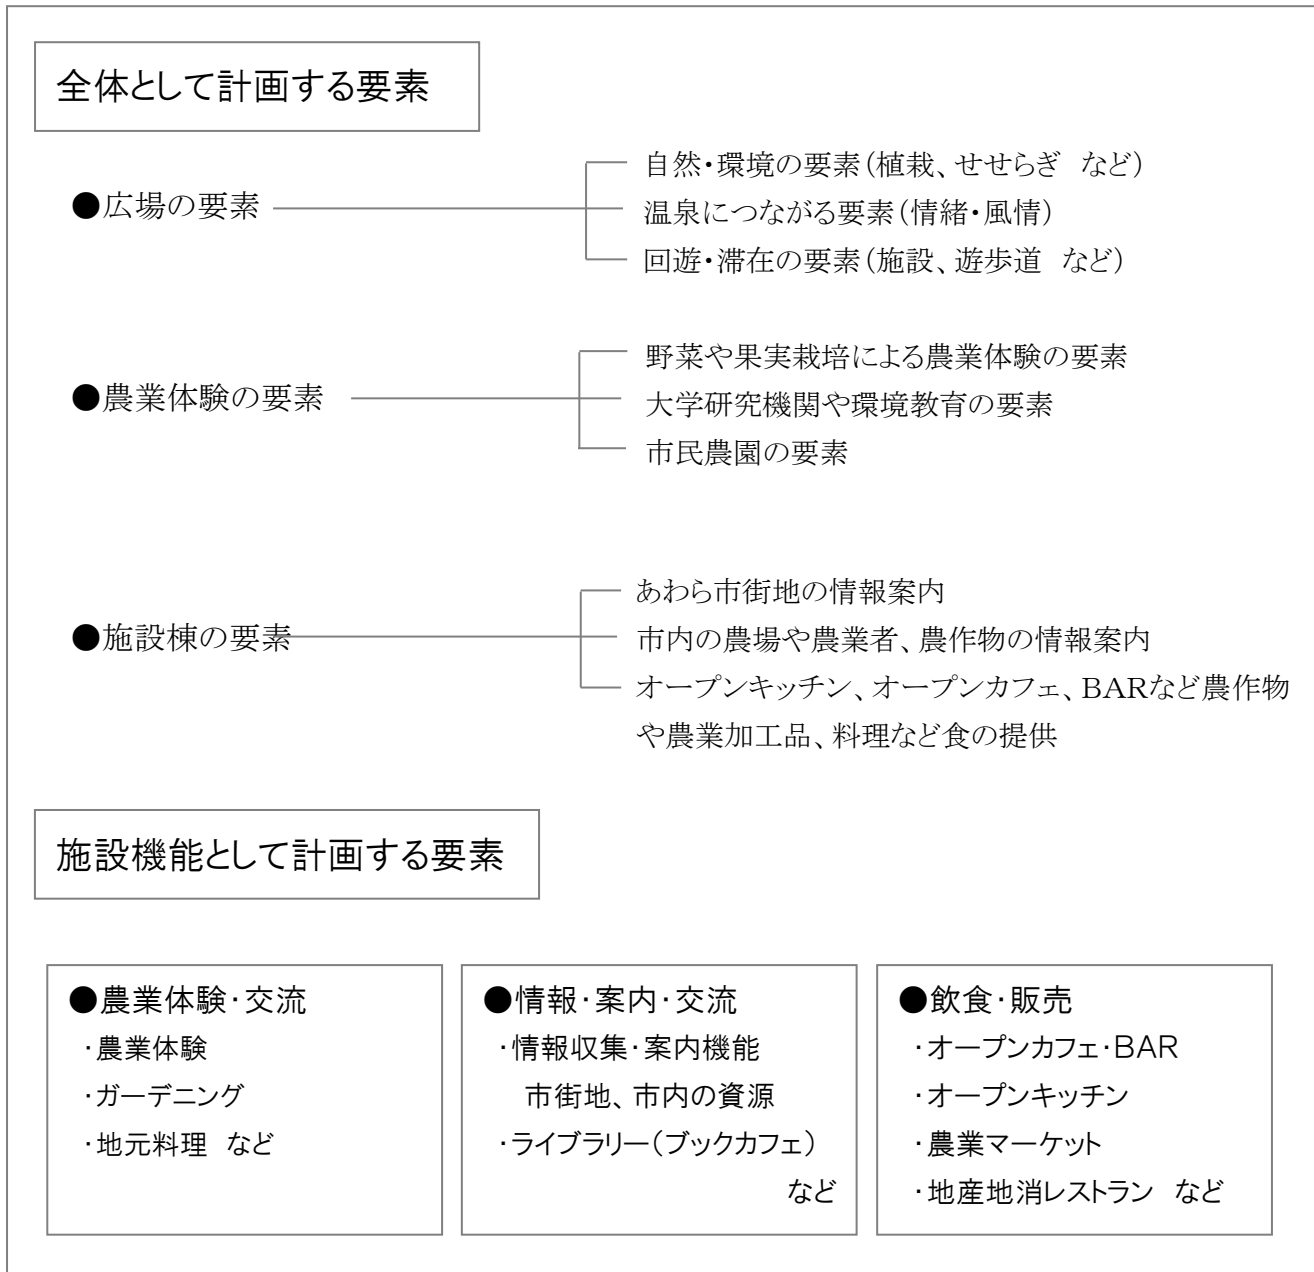 全体として計画する要素
●広場の要素
自然・環境の要素(植栽、せせらぎ　など)
温泉につながる要素(情緒・風情)
回遊・滞在の要素(施設、遊歩道　など)
●農業体験の要素
野菜や果実栽培による農業体験の要素
大学研究機関や環境教育の要素
市民農園の要素
●施設棟の要素
あわら市街地の情報案内
市内の農場や農業者、農作物の情報案内
オープンキッチン、オープンカフェ、BARなど農作物
や農業加工品、料理など食の提供
施設機能として計画する要素
●農業体験・交流
・農業体験
・ガーデニング
・地元料理　など
●情報・案内・交流
・情報収集・案内機能
市街地、市内の資源
・ライブラリー(ブックカフェ)
など
●飲食・販売
・オープンカフェ・BAR
・オープンキッチン
・農業マーケット
・地産地消レストラン　など